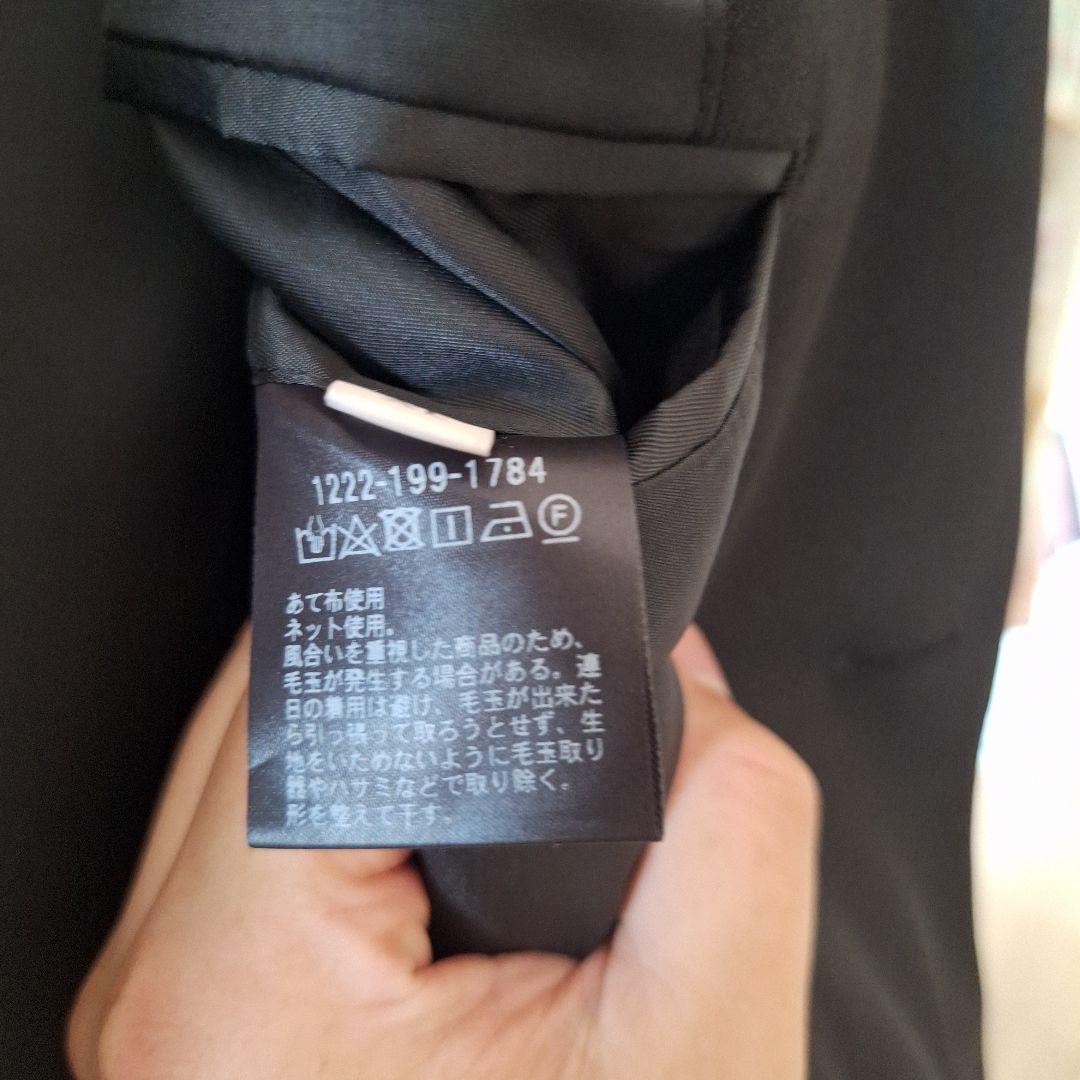 1222-199-1784
F
あて布使用
ネット使用。
風合いを重視した商品のため、
毛玉が発生する場合がある。連
日の着用は避け、毛玉が出来た
ら引っ張って取ろうとせず、生
地をいためないように毛玉取り
器やハサミなどで取り除く。
形を整えて干す。